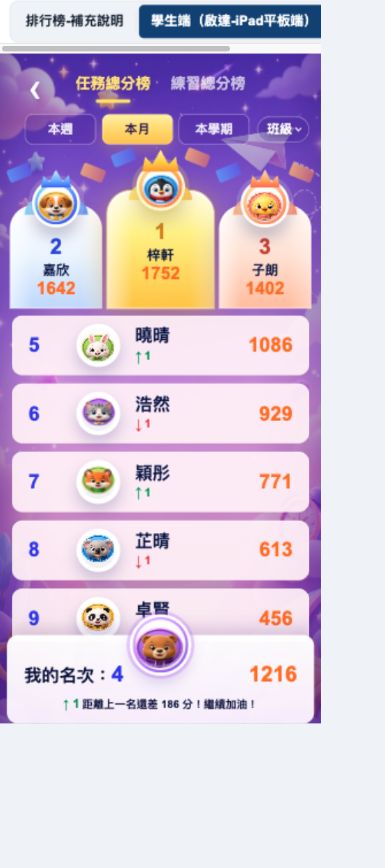 排行榜-補充說明 學生端（啟達-iPad平板端）
任務總分榜 練習總分榜
本週 本月 本學期 班級
1
梓軒
1752
2
嘉欣
1642
3
子朗
1402
5 曉晴 1086
↑1
6 浩然 929
↓1
7 穎彤 771
↑1
8 芷晴 613
↓1
9 卓賢 456
我的名次：4 1216
↑1 距離上一名還差 186 分！繼續加油！